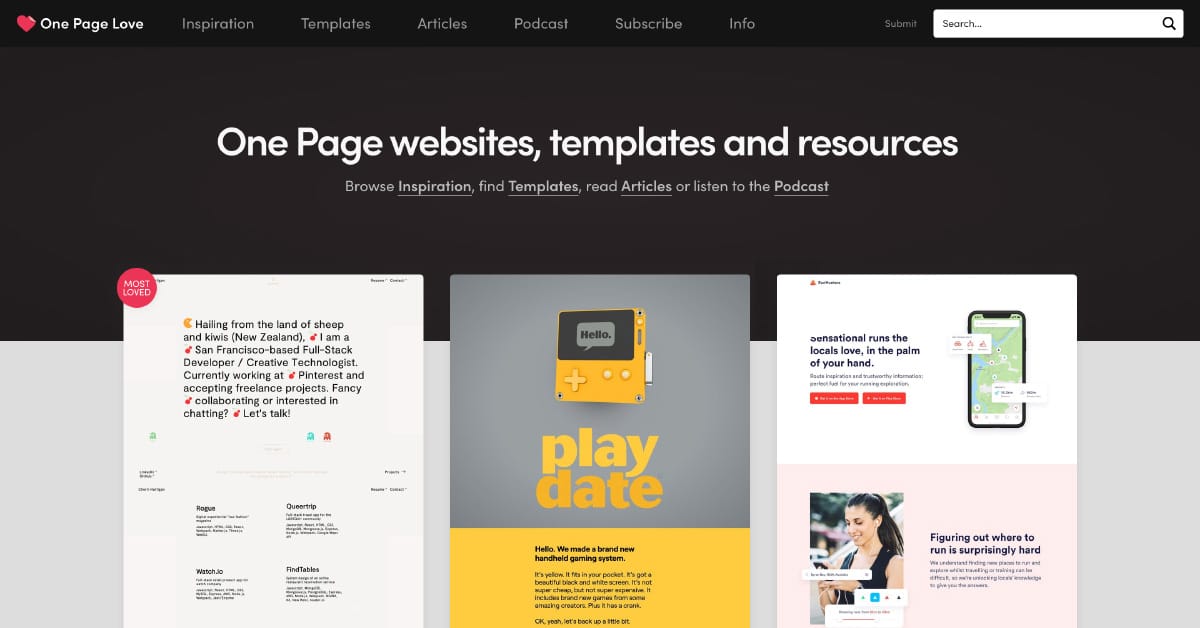 One Page Love
Inspiration
Templates
Articles
Podcast
Subscribe
Info
Submit
Search...
One Page websites, templates and resources
Browse Inspiration, find Templates, read Articles or listen to the Podcast
MOST
LOVED
Resume
Contact
Hailing from the land of sheep
and kiwis (New Zealand), I am a
San Francisco-based Full-Stack
Developer / Creative Technologist.
Currently working at Pinterest and
accepting freelance projects. Fancy
collaborating or interested in
chatting? Let's talk!
LinkedIn
GitHub
Projects
Resume
Contact
Rogue
Queertrip
Watch.io
FindTables
Hello.
play
date
Hello. We made a brand new
handheld gaming system.
It's yellow. It fits in your pocket. It's got a
beautiful black and white screen. It's not
super cheap, but not super expensive. It
includes brand new games from some
amazing creators. Plus it has a crank.
OK, yeah, let's back up a little bit.
Sensational runs the
locals love, in the palm
of your hand.
Route inspiration and trustworthy information;
perfect fuel for your running exploration.
Figuring out where to
run is surprisingly hard
We understand finding new places to run and
explore whilst travelling or training can be
difficult, so we're unlocking locals' knowledge
to give you the answers.